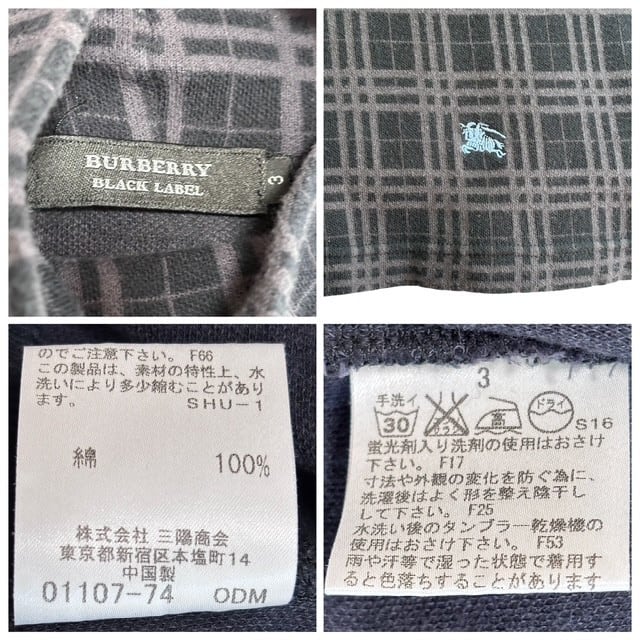 BURBERRY
BLACK LABEL
3
のでご注意下さい。 F66
この製品は、素材の特性上、水
洗いにより多少縮むことがあり
ます。 SHU-1
綿 100%
株式会社 三陽商会
東京都新宿区本塩町14
中国製
01107-74 ODM
3
手洗イ
30
高
ドライ
S16
蛍光剤入り洗剤の使用はおさけ
下さい。 F17
寸法や外観の変化を防ぐ為に、
洗濯後はよく形を整え陰干し
して下さい。 F25
水洗い後のタンブラー乾燥機の
使用はおさけ下さい。 F53
雨や汗等で湿った状態で着用す
ると色落ちすることがあります